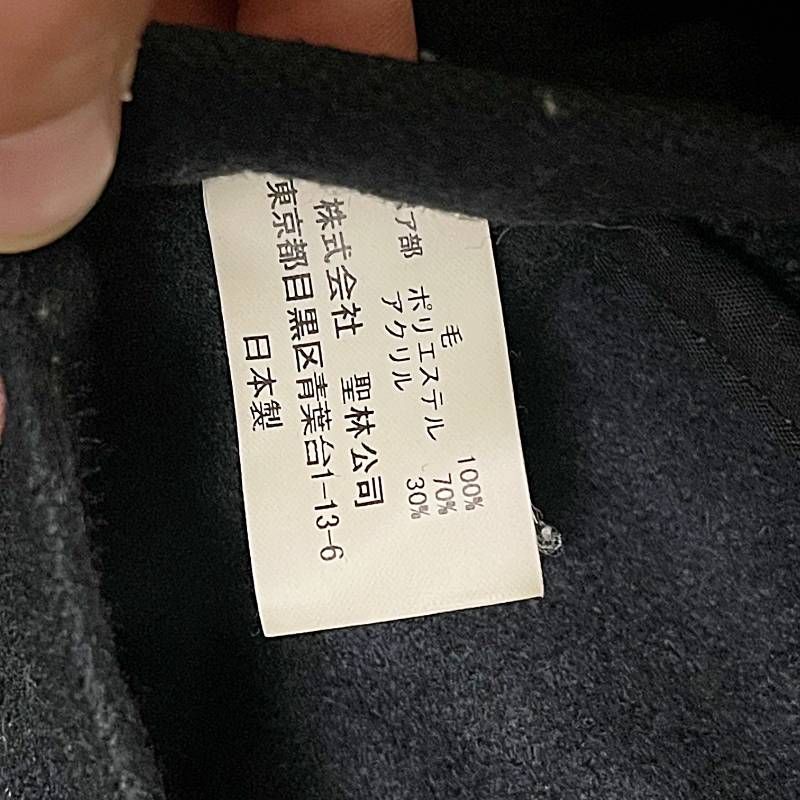 毛 100%
ア部 ポリエステル 70%
アクリル 30%
株式会社 聖林公司
東京都目黒区青葉台1-13-6
日本製